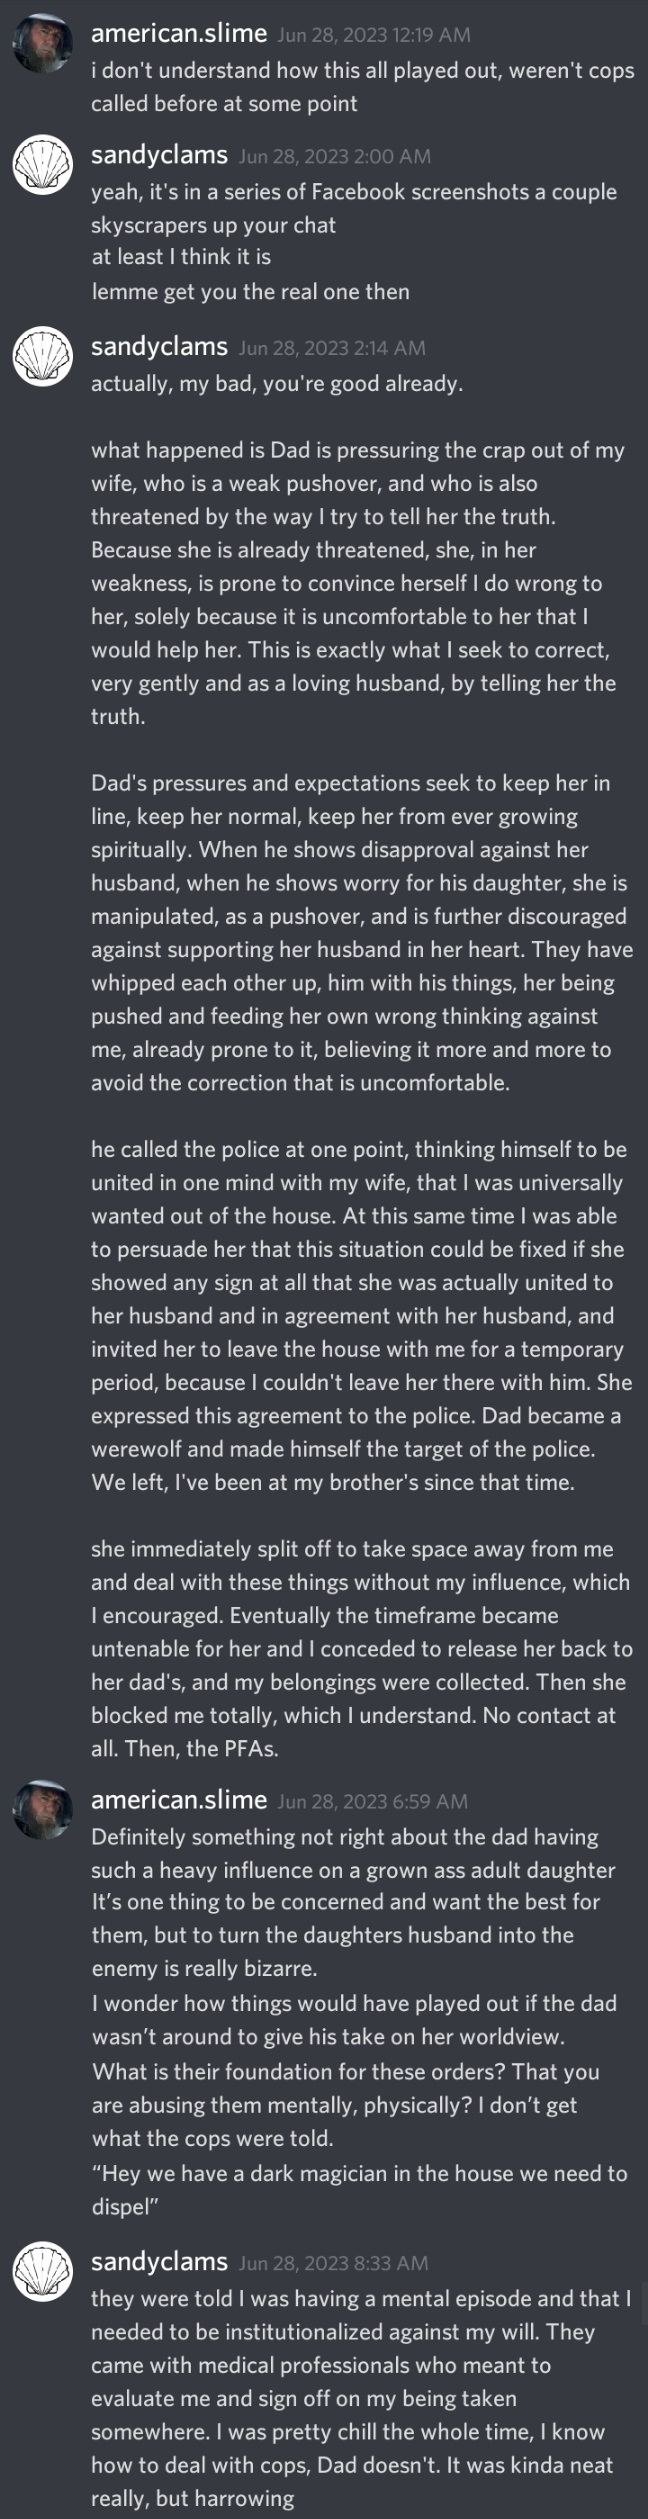 american.slime Jun 28, 2023 12:19 AM
i don't understand how this all played out, weren't cops
called before at some point
sandyclams Jun 28, 2023 2:00 AM
yeah, it's in a series of Facebook screenshots a couple
skyscrapers up your chat
at least I think it is
lemme get you the real one then
sandyclams Jun 28, 2023 2:14 AM
actually, my bad, you're good already.
what happened is Dad is pressuring the crap out of my
wife, who is a weak pushover, and who is also
threatened by the way I try to tell her the truth.
Because she is already threatened, she, in her
weakness, is prone to convince herself I do wrong to
her, solely because it is uncomfortable to her that I
would help her. This is exactly what I seek to correct,
very gently and as a loving husband, by telling her the
truth.
Dad's pressures and expectations seek to keep her in
line, keep her normal, keep her from ever growing
spiritually. When he shows disapproval against her
husband, when he shows worry for his daughter, she is
manipulated, as a pushover, and is further discouraged
against supporting her husband in her heart. They have
whipped each other up, him with his things, her being
pushed and feeding her own wrong thinking against
me, already prone to it, believing it more and more to
avoid the correction that is uncomfortable.
he called the police at one point, thinking himself to be
united in one mind with my wife, that I was universally
wanted out of the house. At this same time I was able
to persuade her that this situation could be fixed if she
showed any sign at all that she was actually united to
her husband and in agreement with her husband, and
invited her to leave the house with me for a temporary
period, because I couldn't leave her there with him. She
expressed this agreement to the police. Dad became a
werewolf and made himself the target of the police.
We left, I've been at my brother's since that time.
she immediately split off to take space away from me
and deal with these things without my influence, which
I encouraged. Eventually the timeframe became
untenable for her and I conceded to release her back to
her dad's, and my belongings were collected. Then she
blocked me totally, which I understand. No contact at
all. Then, the PFAs.
american.slime Jun 28, 2023 6:59 AM
Definitely something not right about the dad having
such a heavy influence on a grown ass adult daughter
It’s one thing to be concerned and want the best for
them, but to turn the daughters husband into the
enemy is really bizarre.
I wonder how things would have played out if the dad
wasn’t around to give his take on her worldview.
What is their foundation for these orders? That you
are abusing them mentally, physically? I don’t get
what the cops were told.
“Hey we have a dark magician in the house we need to
dispel”
sandyclams Jun 28, 2023 8:33 AM
they were told I was having a mental episode and that I
needed to be institutionalized against my will. They
came with medical professionals who meant to
evaluate me and sign off on my being taken
somewhere. I was pretty chill the whole time, I know
how to deal with cops, Dad doesn't. It was kinda neat
really, but harrowing